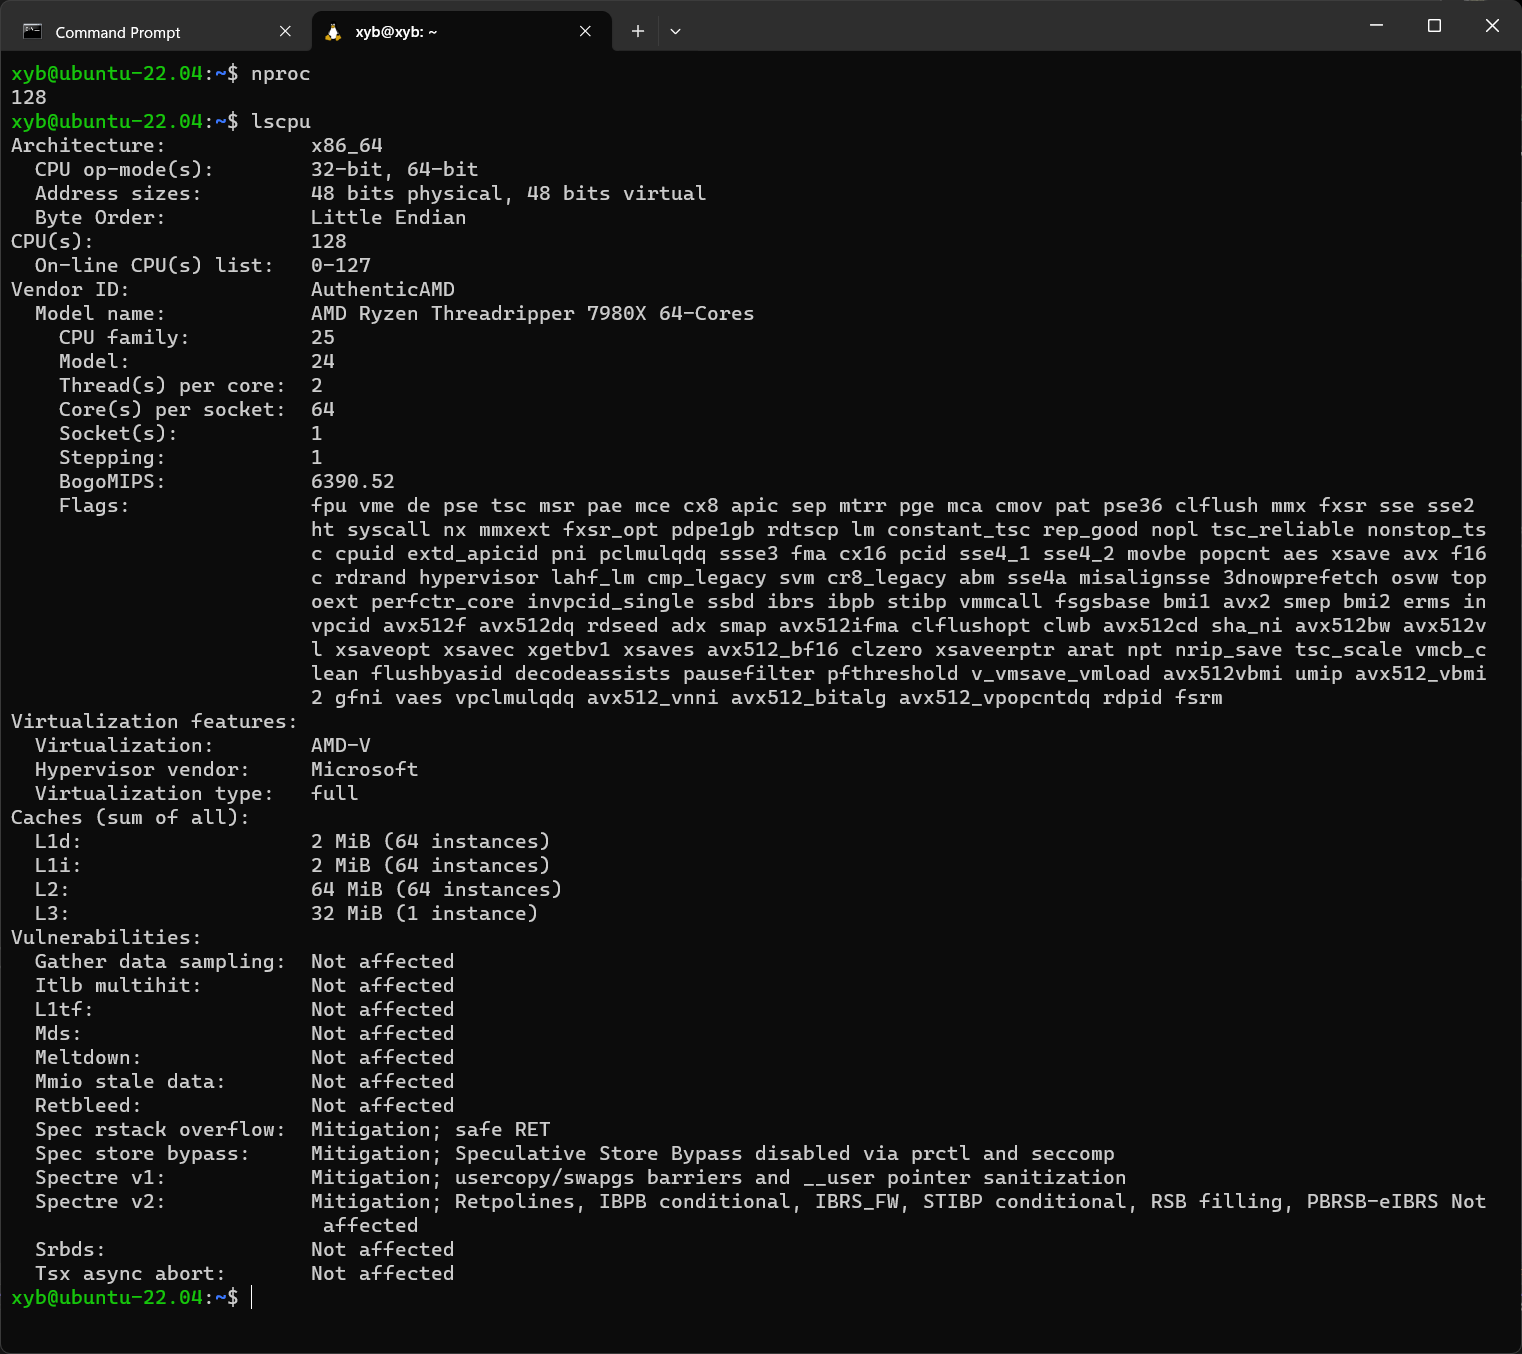 Command Prompt
xyb@xyb: ~
xyb@ubuntu-22.04:~$ nproc
128
xyb@ubuntu-22.04:~$ lscpu
Architecture:            x86_64
  CPU op-mode(s):        32-bit, 64-bit
  Address sizes:         48 bits physical, 48 bits virtual
  Byte Order:            Little Endian
CPU(s):                  128
  On-line CPU(s) list:   0-127
Vendor ID:               AuthenticAMD
  Model name:            AMD Ryzen Threadripper 7980X 64-Cores
    CPU family:          25
    Model:               24
    Thread(s) per core:  2
    Core(s) per socket:  64
    Socket(s):           1
    Stepping:            1
    BogoMIPS:            6390.52
    Flags:               fpu vme de pse tsc msr pae mce cx8 apic sep mtrr pge mca cmov pat pse36 clflush mmx fxsr sse sse2
                         ht syscall nx mmxext fxsr_opt pdpe1gb rdtscp lm constant_tsc rep_good nopl tsc_reliable nonstop_ts
                         c cpuid extd_apicid pni pclmulqdq ssse3 fma cx16 pcid sse4_1 sse4_2 movbe popcnt aes xsave avx f16
                         c rdrand hypervisor lahf_lm cmp_legacy svm cr8_legacy abm sse4a misalignsse 3dnowprefetch osvw top
                         oext perfctr_core invpcid_single ssbd ibrs ibpb stibp vmmcall fsgsbase bmi1 avx2 smep bmi2 erms in
                         vpcid avx512f avx512dq rdseed adx smap avx512ifma clflushopt clwb avx512cd sha_ni avx512bw avx512v
                         l xsaveopt xsavec xgetbv1 xsaves avx512_bf16 clzero xsaveerptr arat npt nrip_save tsc_scale vmcb_c
                         lean flushbyasid decodeassists pausefilter pfthreshold v_vmsave_vmload avx512vbmi umip avx512_vbmi
                         2 gfni vaes vpclmulqdq avx512_vnni avx512_bitalg avx512_vpopcntdq rdpid fsrm
Virtualization features:
  Virtualization:        AMD-V
  Hypervisor vendor:     Microsoft
  Virtualization type:   full
Caches (sum of all):
  L1d:                   2 MiB (64 instances)
  L1i:                   2 MiB (64 instances)
  L2:                    64 MiB (64 instances)
  L3:                    32 MiB (1 instance)
Vulnerabilities:
  Gather data sampling:  Not affected
  Itlb multihit:         Not affected
  L1tf:                  Not affected
  Mds:                   Not affected
  Meltdown:              Not affected
  Mmio stale data:       Not affected
  Retbleed:              Not affected
  Spec rstack overflow:  Mitigation; safe RET
  Spec store bypass:     Mitigation; Speculative Store Bypass disabled via prctl and seccomp
  Spectre v1:            Mitigation; usercopy/swapgs barriers and __user pointer sanitization
  Spectre v2:            Mitigation; Retpolines, IBPB conditional, IBRS_FW, STIBP conditional, RSB filling, PBRSB-eIBRS Not
                          affected
  Srbds:                 Not affected
  Tsx async abort:       Not affected
xyb@ubuntu-22.04:~$